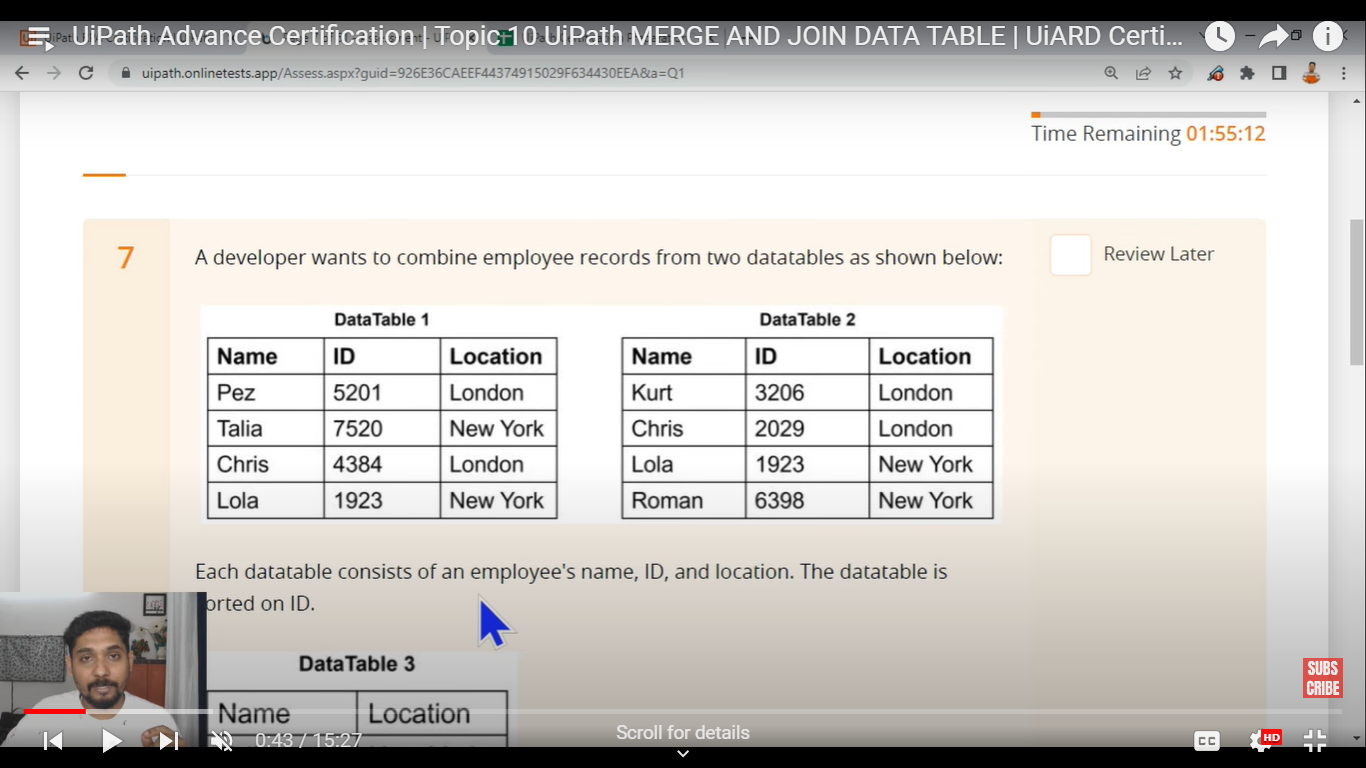 UiPath Advance Certification | Topic 10 UiPath MERGE AND JOIN DATA TABLE | UiARD Certi...
uipath.onlinetests.app/Assess.aspx?guid=926E36CAEEF44374915029F634430EEA&a=Q1
Time Remaining 01:55:12
7
A developer wants to combine employee records from two datatables as shown below:
Review Later
DataTable 1
Name ID Location
Pez 5201 London
Talia 7520 New York
Chris 4384 London
Lola 1923 New York
DataTable 2
Name ID Location
Kurt 3206 London
Chris 2029 London
Lola 1923 New York
Roman 6398 New York
Each datatable consists of an employee's name, ID, and location. The datatable is
orted on ID.
DataTable 3
Name Location
SUBS
CRIBE
0:43 / 15:27
Scroll for details
CC
HD